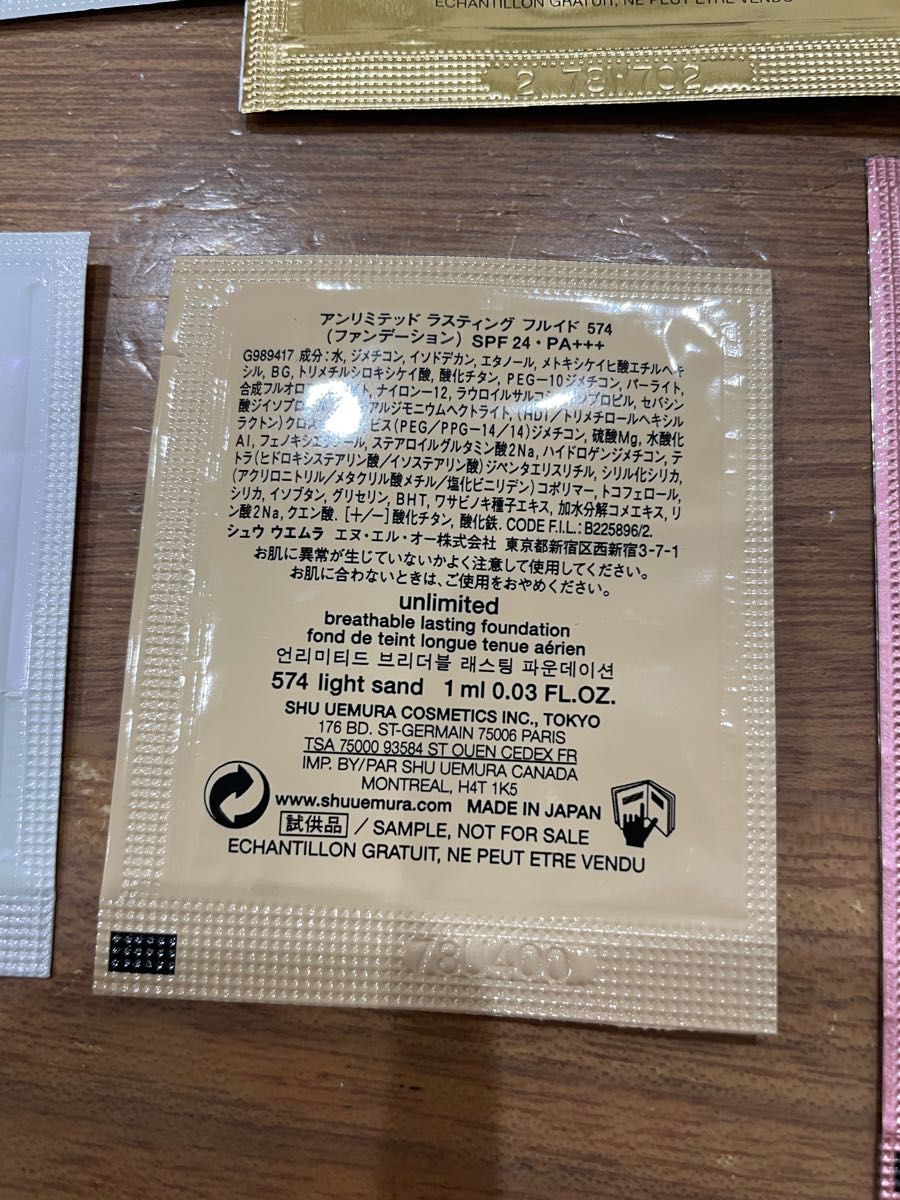 ECHANTILLON GRATUIT, NE PEUT ETRE VENDU
2 781702
アンリミテッド ラスティング フルイド 574
(ファンデーション) SPF 24・PA+++
G989417 成分:水, ジメチコン, イソドデカン, エタノール, メトキシケイヒ酸エチルヘキ
シル, BG, トリメチルシロキシケイ酸, 酸化チタン, PEG-10ジメチコン, パーライト,
合成フルオロ ト, ナイロン-12, ラウロイルサルコシン プロピル, セバシン
酸ジイソプロ アルジモニウムヘクトライト, (HDI/トリメチロールヘキシル
ラクトン)クロス ビス(PEG/PPG-14/14)ジメチコン, 硫酸Mg, 水酸化
Al, フェノキシエタノール, ステアロイルグルタミン酸2Na, ハイドロゲンジメチコン, テ
トラ(ヒドロキシステアリン酸/イソステアリン酸)ジペンタエリスリチル, シリル化シリカ,
(アクリロニトリル/メタクリル酸メチル/塩化ビニリデン)コポリマー, トコフェロール,
シリカ, イソブタン, グリセリン, BHT, ワサビノキ種子エキス, 加水分解コメエキス, リ
ン酸2Na, クエン酸. [+/-]酸化チタン, 酸化鉄. CODE F.I.L.: B225896/2.
シュウ ウエムラ エヌ・エル・オー株式会社 東京都新宿区西新宿3-7-1
お肌に異常が生じていないかよく注意して使用してください。
お肌に合わないときは、ご使用をおやめください。
unlimited
breathable lasting foundation
fond de teint longue tenue aérien
언리미티드 브리더블 래스팅 파운데이션
574 light sand 1 ml 0.03 FL.OZ.
SHU UEMURA COSMETICS INC., TOKYO
176 BD. ST-GERMAIN 75006 PARIS
TSA 75000 93584 ST OUEN CEDEX FR
IMP. BY/PAR SHU UEMURA CANADA
MONTREAL, H4T 1K5
www.shuuemura.com MADE IN JAPAN
試供品 / SAMPLE, NOT FOR SALE
ECHANTILLON GRATUIT, NE PEUT ETRE VENDU
781400